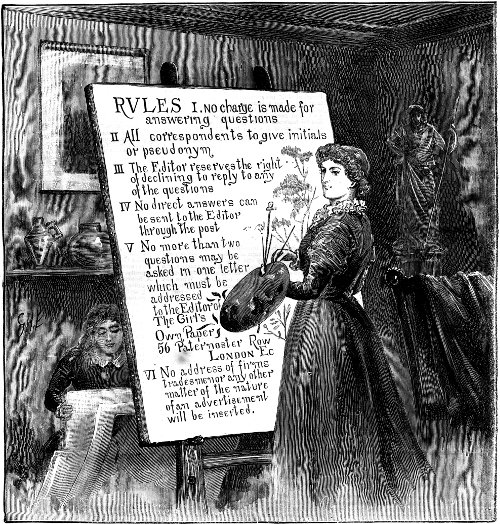 RVLES I. No charge is made for
answering questions
II All correspondents to give initials
or pseudonym
III The Editor reserves the right
of declining to reply to any
of the questions
IV No direct answers can
be sent to the Editor
through the post
V No more than two
questions may be
asked in one letter
which must be
addressed
to the Editor of
The Girl's
Own Paper
56 Paternoster Row
London E.C
VI No address of firms
tradesmen or any other
matter of the nature
of an advertisement
will be inserted.